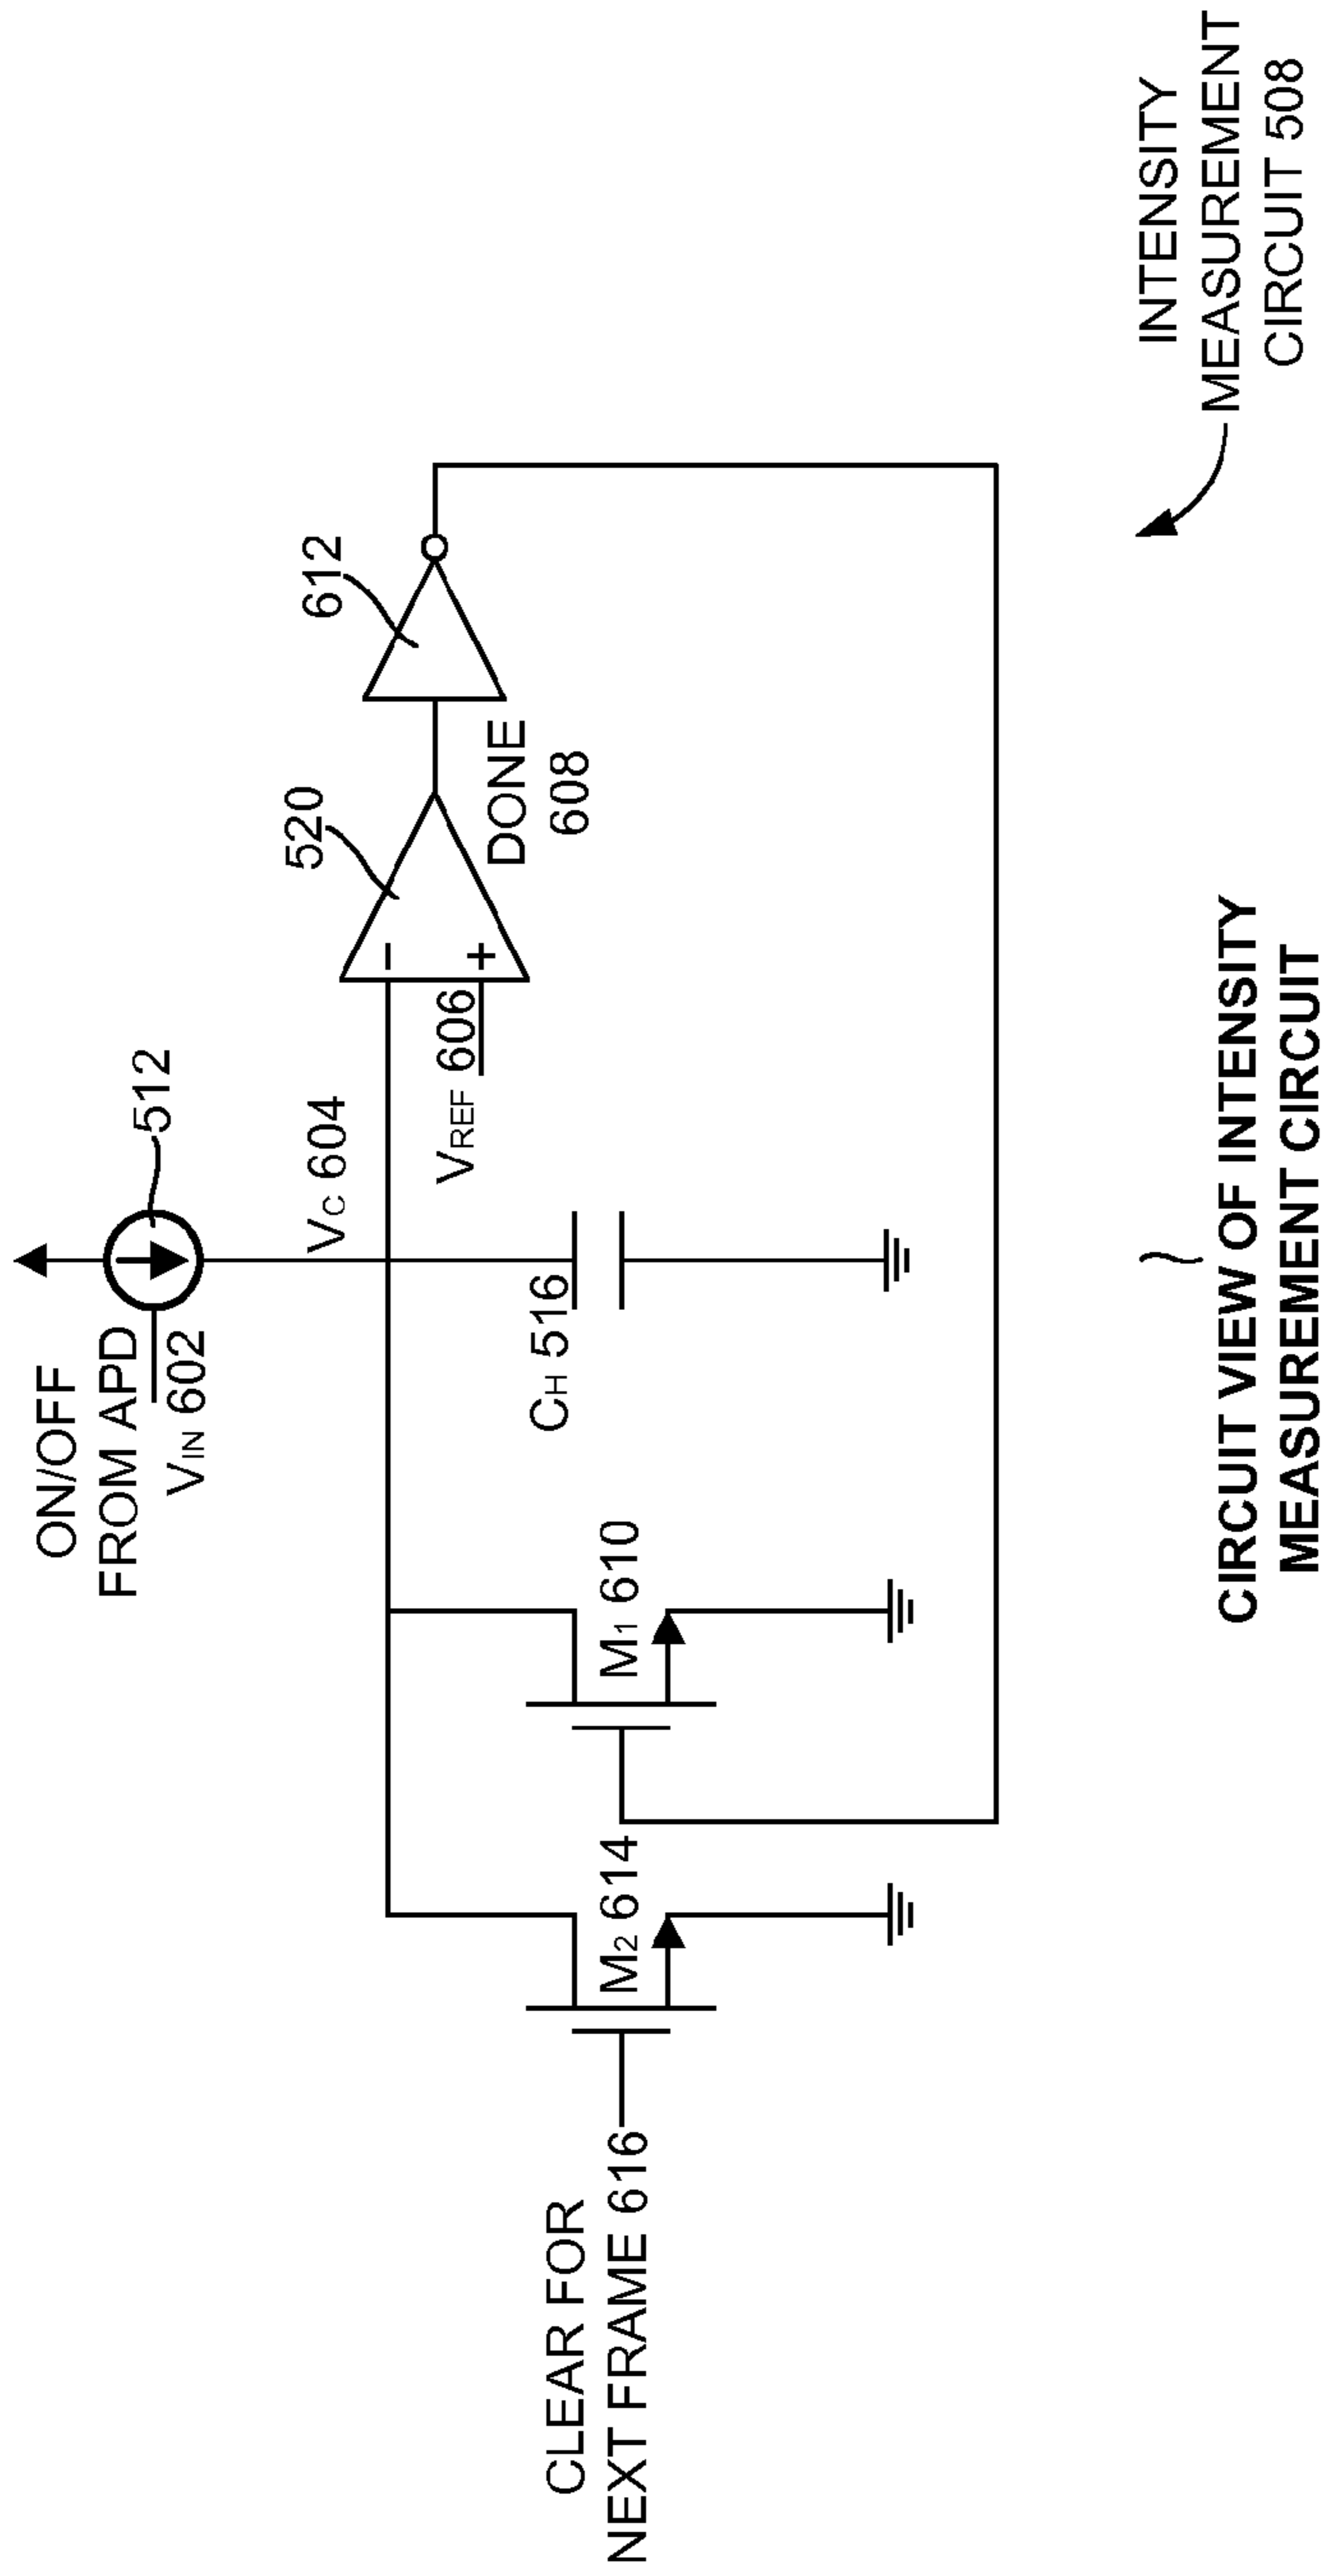 ON/OFF
FROM APD
VIN 602
512
VC 604
520
612
VREF 606
DONE
608
CH 516
M1 610
M2 614
CLEAR FOR
NEXT FRAME 616
INTENSITY
MEASUREMENT
CIRCUIT 508
CIRCUIT VIEW OF INTENSITY
MEASUREMENT CIRCUIT
− 
+